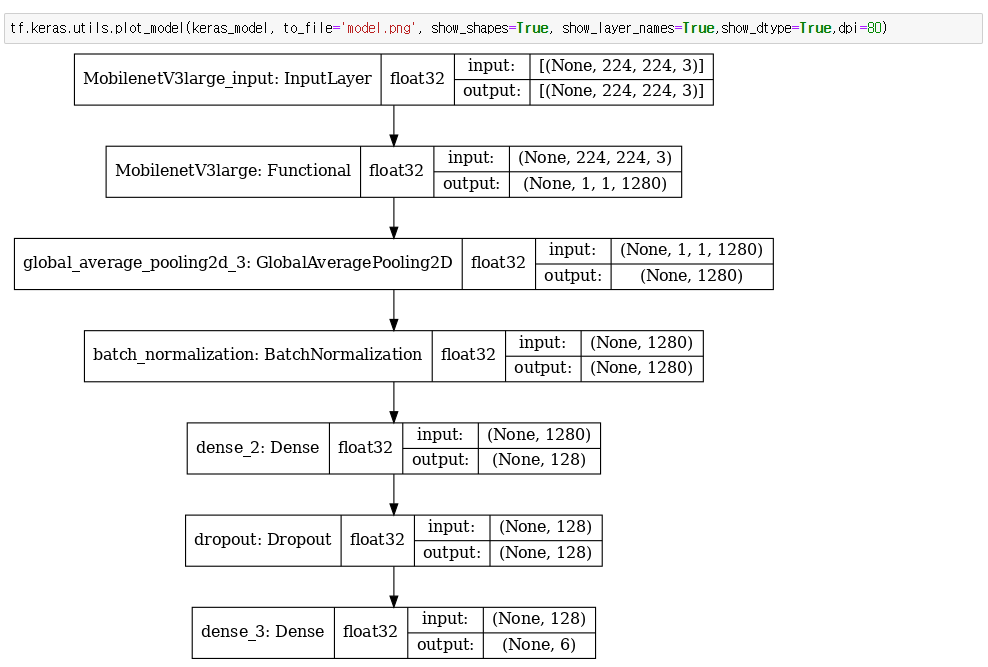 tf.keras.utils.plot_model(keras_model, to_file='model.png', show_shapes=True, show_layer_names=True,show_dtype=True,dpi=80)
MobilenetV3large_input: InputLayer float32 input: [(None, 224, 224, 3)]
output: [(None, 224, 224, 3)]
MobilenetV3large: Functional float32 input: (None, 224, 224, 3)
output: (None, 1, 1, 1280)
global_average_pooling2d_3: GlobalAveragePooling2D float32 input: (None, 1, 1, 1280)
output: (None, 1280)
batch_normalization: BatchNormalization float32 input: (None, 1280)
output: (None, 1280)
dense_2: Dense float32 input: (None, 1280)
output: (None, 128)
dropout: Dropout float32 input: (None, 128)
output: (None, 128)
dense_3: Dense float32 input: (None, 128)
output: (None, 6)